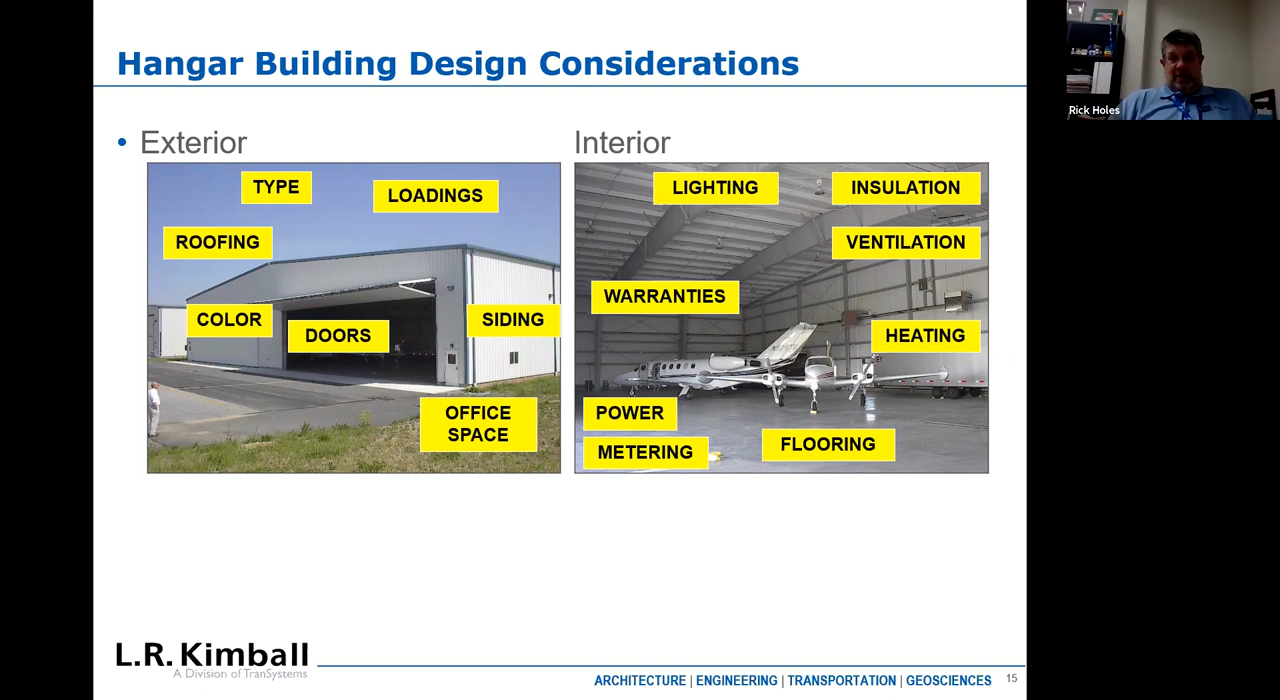 Hangar Building Design Considerations
Rick Holes
• Exterior
TYPE
LOADINGS
ROOFING
COLOR
DOORS
SIDING
OFFICE
SPACE
Interior
LIGHTING
INSULATION
VENTILATION
WARRANTIES
HEATING
POWER
METERING
FLOORING
L.R. Kimball
A Division of TranSystems
ARCHITECTURE | ENGINEERING | TRANSPORTATION | GEOSCIENCES
15